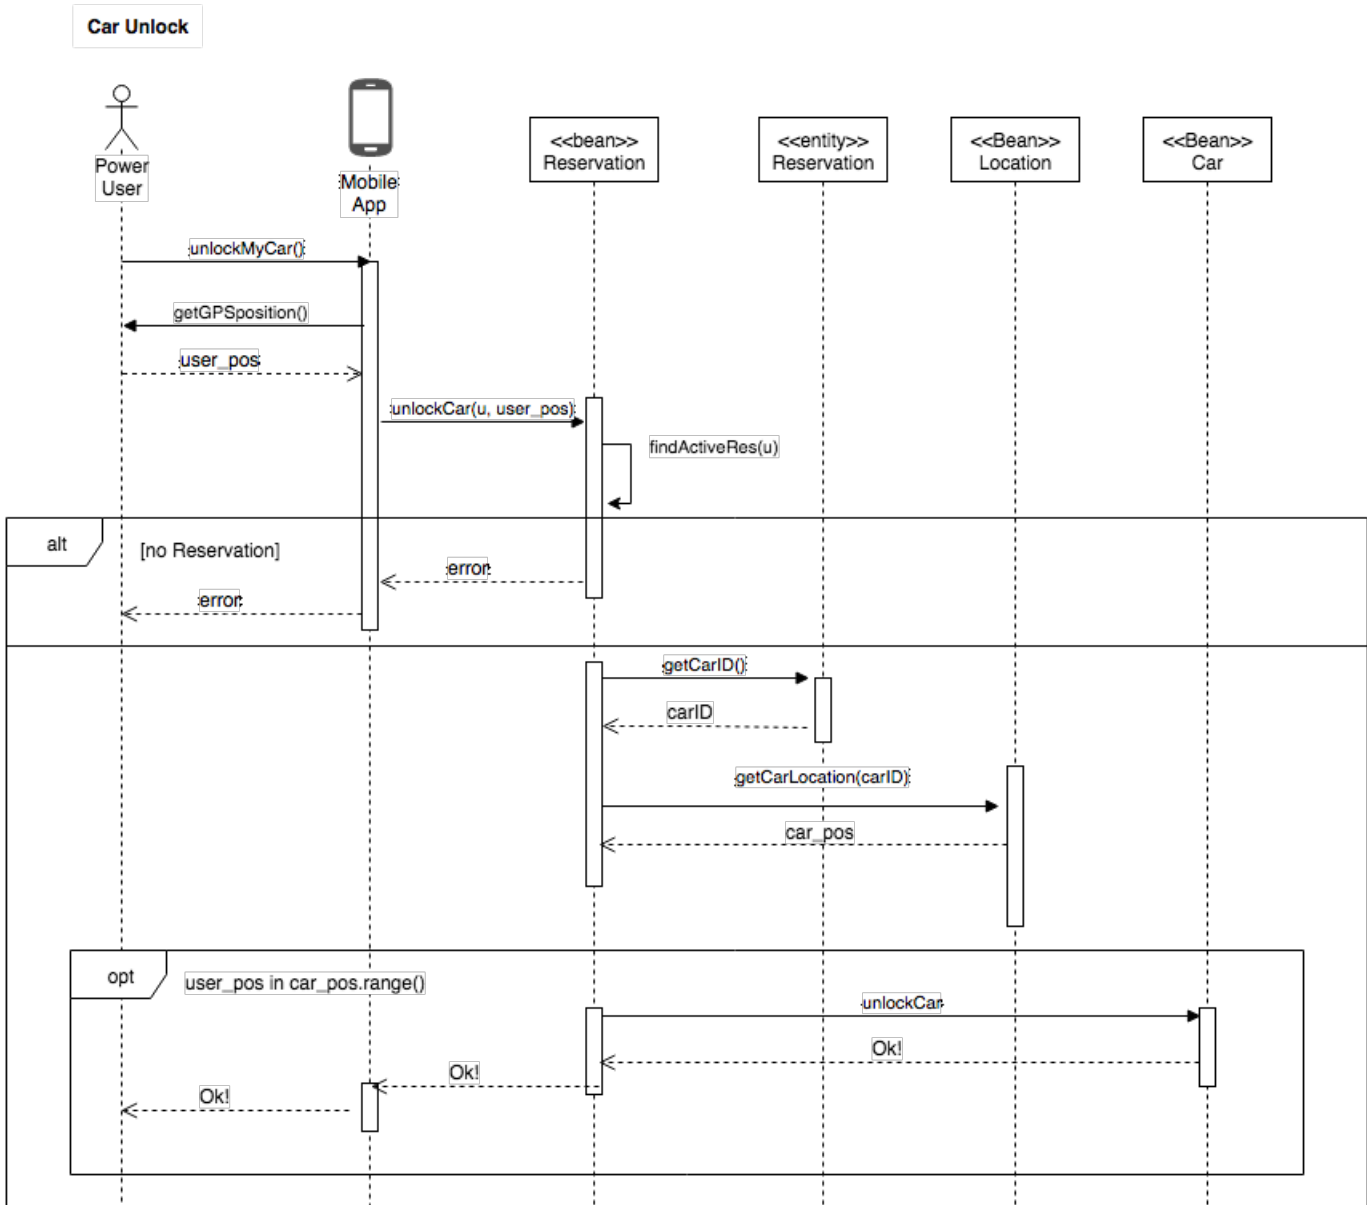 Car Unlock
Power
User
Mobile
App
<<bean>>
Reservation
<<entity>>
Reservation
<<Bean>>
Location
<<Bean>>
Car
unlockMyCar()
getGPSposition()
user_pos
unlockCar(u, user_pos)
findActiveRes(u)
alt
[no Reservation]
error
error
getCarID()
carID
getCarLocation(carID)
car_pos
opt
user_pos in car_pos.range()
unlockCar
Ok!
Ok!
Ok!